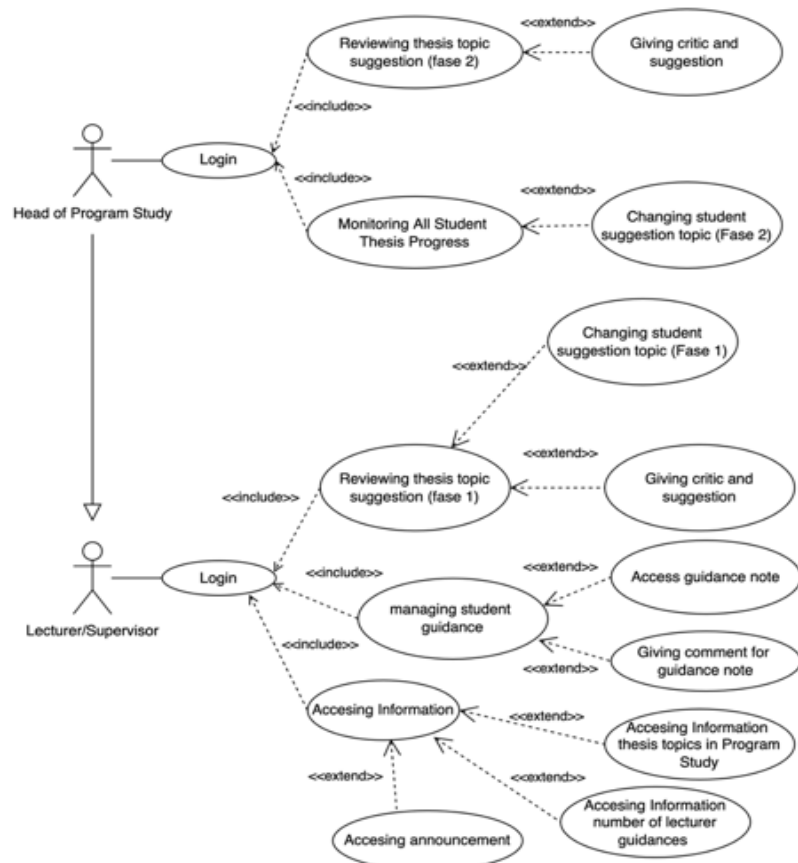 <<extend>>
Reviewing thesis topic
suggestion (fase 2)
Giving critic and
suggestion
<<include>>
Login
<<include>>
Head of Program Study
<<extend>>
Monitoring All Student
Thesis Progress
Changing student
suggestion topic (Fase 2)
Changing student
suggestion topic (Fase 1)
<<extend>>
Reviewing thesis topic
suggestion (fase 1)
<<extend>>
Giving critic and
suggestion
<<include>>
Login
<<include>>
<<extend>>
Access guidance note
managing student
guidance
Lecturer/Supervisor
<<include>>
<<extend>>
Giving comment for
guidance note
Accesing Information
<<extend>>
Accesing Information
thesis topics in Program
Study
<<extend>>
<<extend>>
Accesing Information
number of lecturer
guidances
Accesing announcement